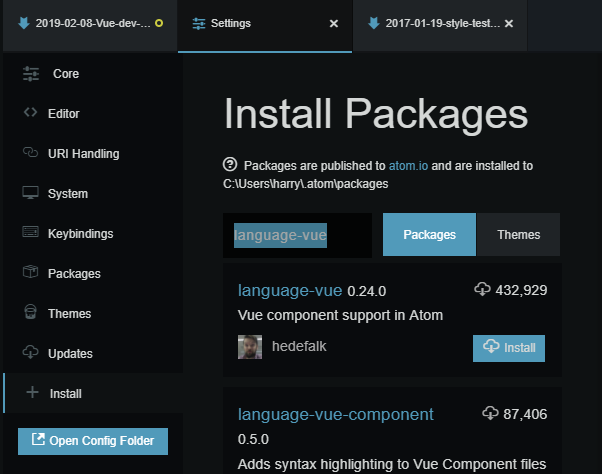 2019-02-08-Vue-dev-...
Settings
2017-01-19-style-test...
Core
Editor
URI Handling
System
Keybindings
Packages
Themes
Updates
Install
Open Config Folder
Install Packages
Packages are published to atom.io and are installed to
C:\Users\harry\.atom\packages
language-vue
Packages
Themes
language-vue 0.24.0
432,929
Vue component support in Atom
hedefalk
Install
language-vue-component
87,406
0.5.0
Adds syntax highlighting to Vue Component files